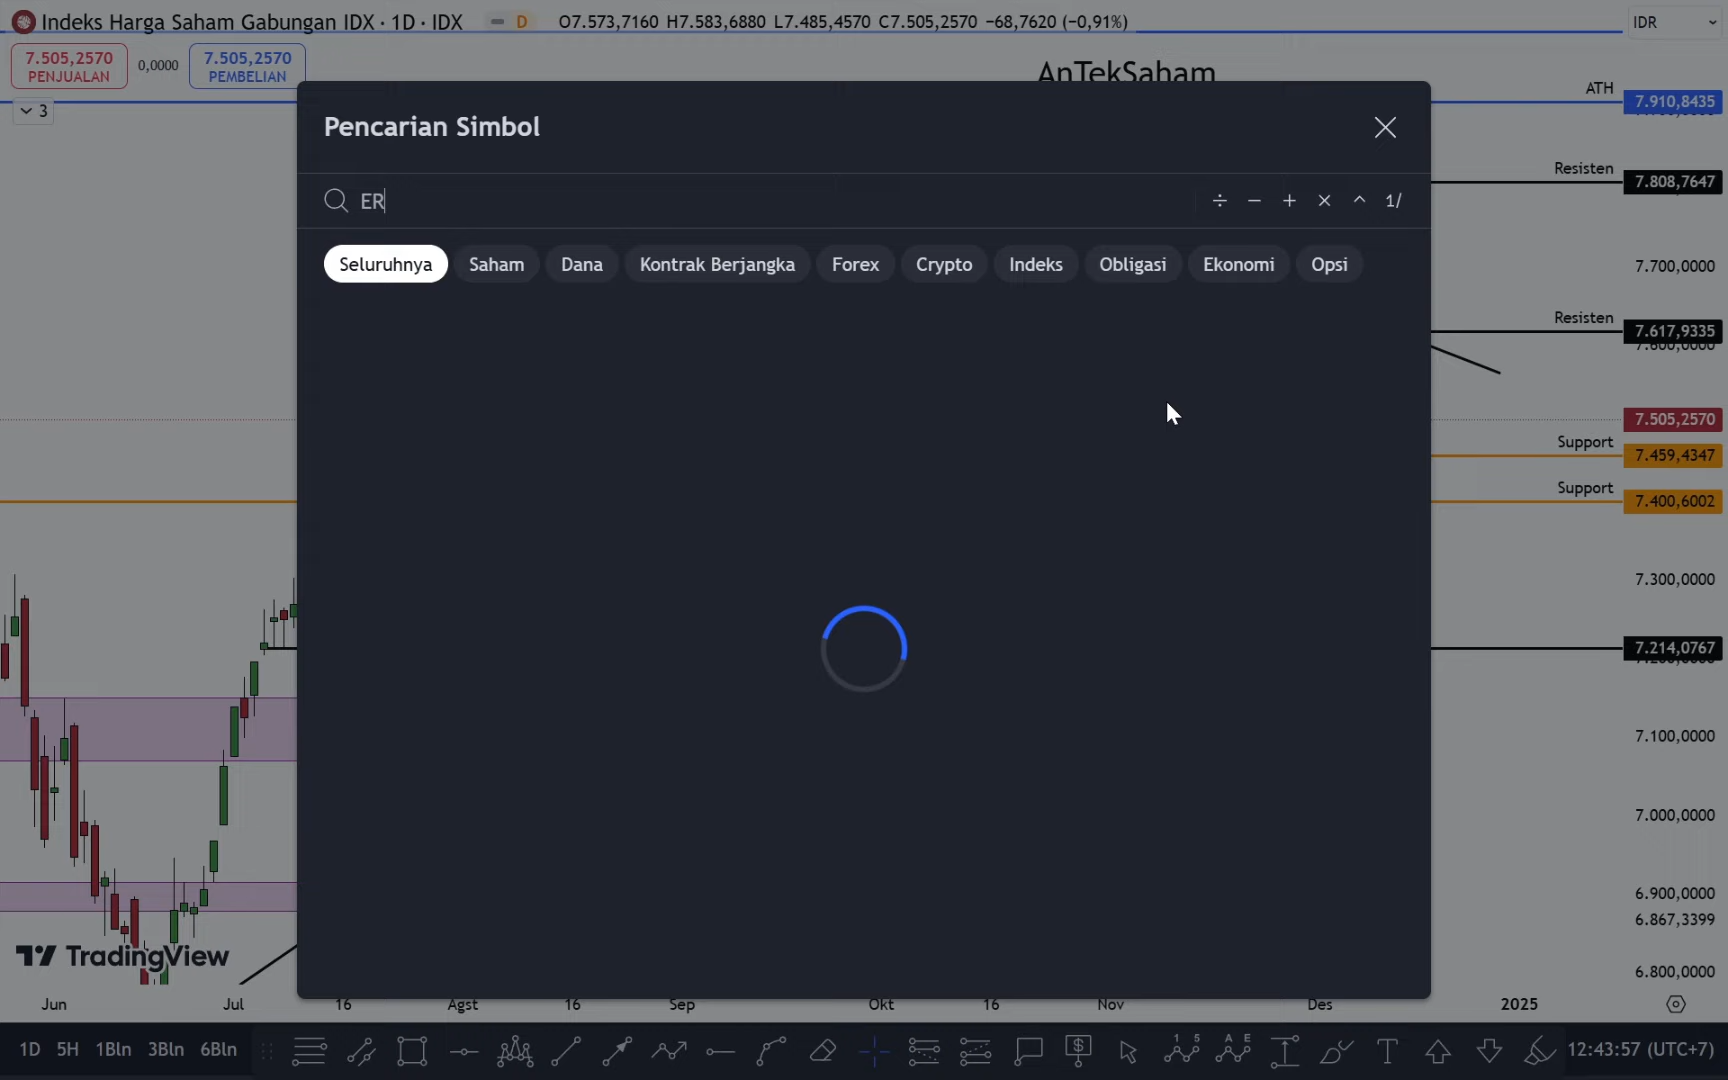 Indeks Harga Saham Gabungan IDX · 1D · IDX D O7.573,7160 H7.583,6880 L7.485,4570 C7.505,2570 −68,7620 (−0,91%) IDR
7.505,2570 PENJUALAN 0,0000 7.505,2570 PEMBELIAN
3
AnTekSaham
Pencarian Simbol
ER ÷ − + × ^ 1/
Seluruhnya Saham Dana Kontrak Berjangka Forex Crypto Indeks Obligasi Ekonomi Opsi
ATH 7.910,8435
Resisten 7.808,7647
7.700,0000
Resisten 7.617,9335
7.600,0000
7.505,2570
Support 7.459,4347
Support 7.400,6002
7.300,0000
7.214,0767
7.100,0000
7.000,0000
6.900,0000
6.867,3399
6.800,0000
TradingView
Jun Jul 16 Agst 16 Sep Okt 16 Nov Des 2025
1D 5H 1Bln 3Bln 6Bln 1 5 A E $ T 12:43:57 (UTC+7)